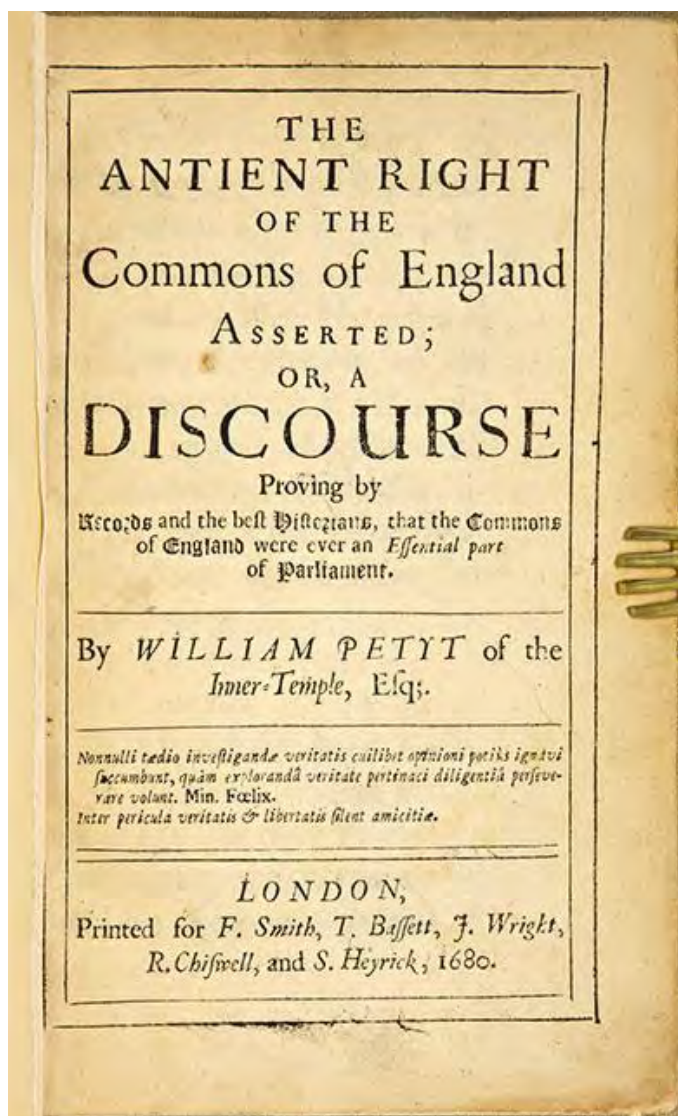 THE
ANTIENT RIGHT
OF THE
Commons of England
ASSERTED;
OR, A
DISCOURSE
Proving by
Records and the beſt Hiſtorians, that the Commons
of England were ever an Eſſential part
of Parliament.
By WILLIAM PETYT of the
Inner-Temple, Eſq;.
Nonnulli tædio inveſtigandæ veritatis cuilibet opinioni potiùs ignavi
ſuccumbunt, quàm explorandâ veritate pertinaci diligentiâ perſeve-
rare volunt. Min. Fœlix.
Inter pericula veritatis & libertatis ſilent amicitiæ.
LONDON,
Printed for F. Smith, T. Baſſett, J. Wright,
R. Chiſwell, and S. Heyrick, 1680.